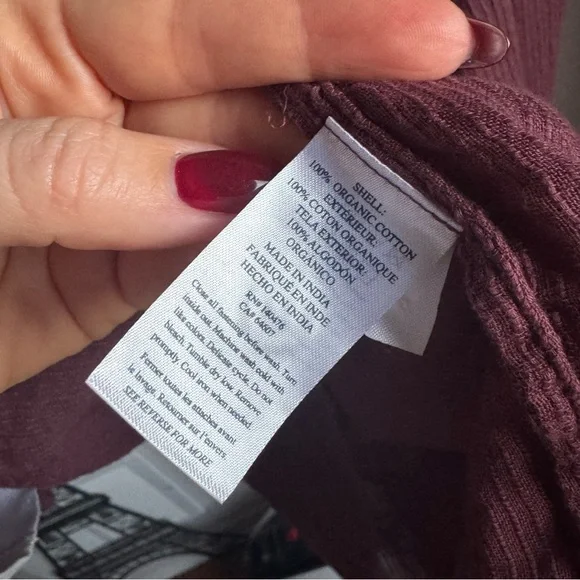 SHELL:
100% ORGANIC COTTON
EXTÉRIEUR:
100% COTON ORGANIQUE
TELA EXTERIOR:
100% ALGODÓN
ORGÁNICO
MADE IN INDIA
FABRIQUÉ EN INDE
HECHO EN INDIA
RN# 140476
CA# 64607
Close all fastening before wash. Turn
inside out. Machine wash cold with
like colors. Delicate cycle. Do not
bleach. Tumble dry low. Remove
promptly. Cool iron when needed.
Fermer toutes les attaches avant
le lavage. Retourner sur l'envers.
SEE REVERSE FOR MORE